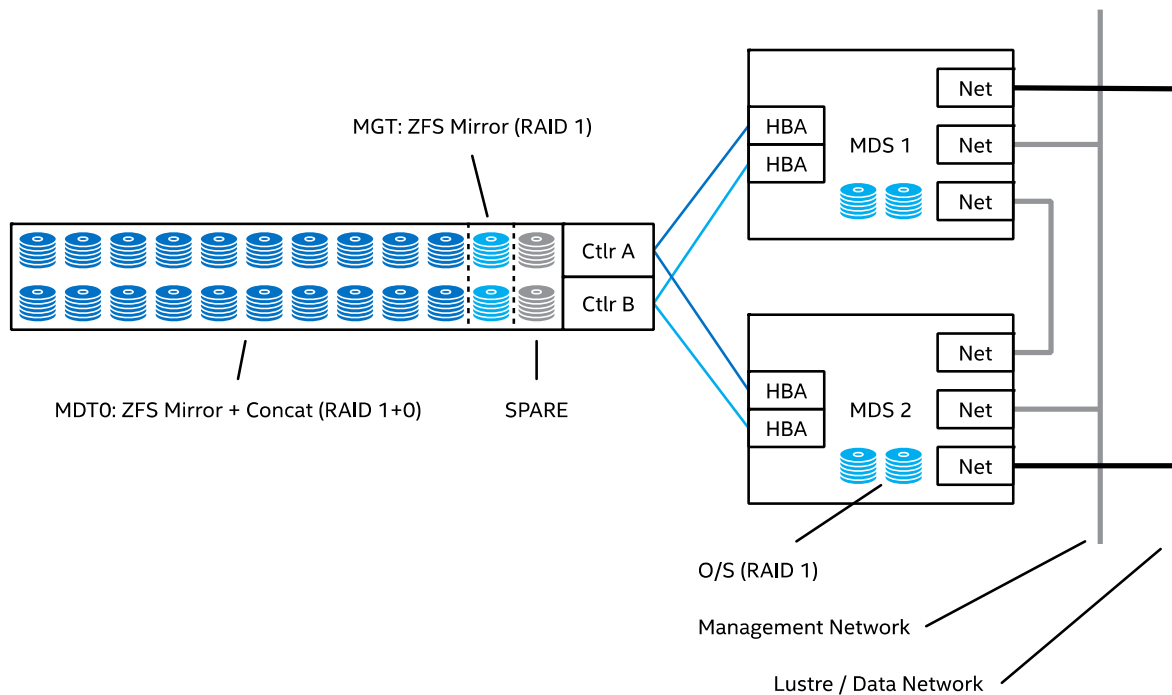 MGT: ZFS Mirror (RAID 1)
Ctlr A
Ctlr B
MDT0: ZFS Mirror + Concat (RAID 1+0)
SPARE
HBA
HBA
MDS 1
Net
Net
Net
HBA
HBA
MDS 2
Net
Net
Net
O/S (RAID 1)
Management Network
Lustre / Data Network